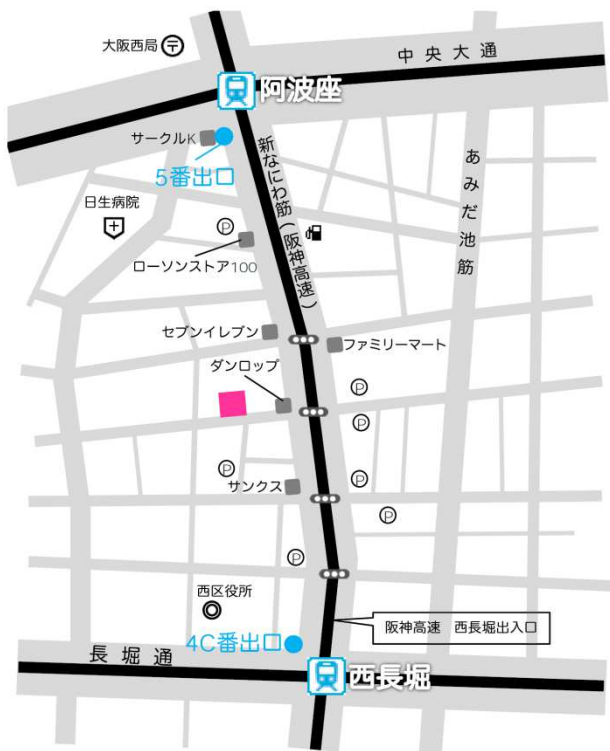 大阪西局
中央大通
阿波座
サークルK
5番出口
新なにわ筋（阪神高速）
あみだ池筋
日生病院
P
ローソンストア100
セブンイレブン
ファミリーマート
ダンロップ
P
P
P
サンクス
P
P
P
西区役所
阪神高速　西長堀出入口
4C番出口
長堀通
西長堀